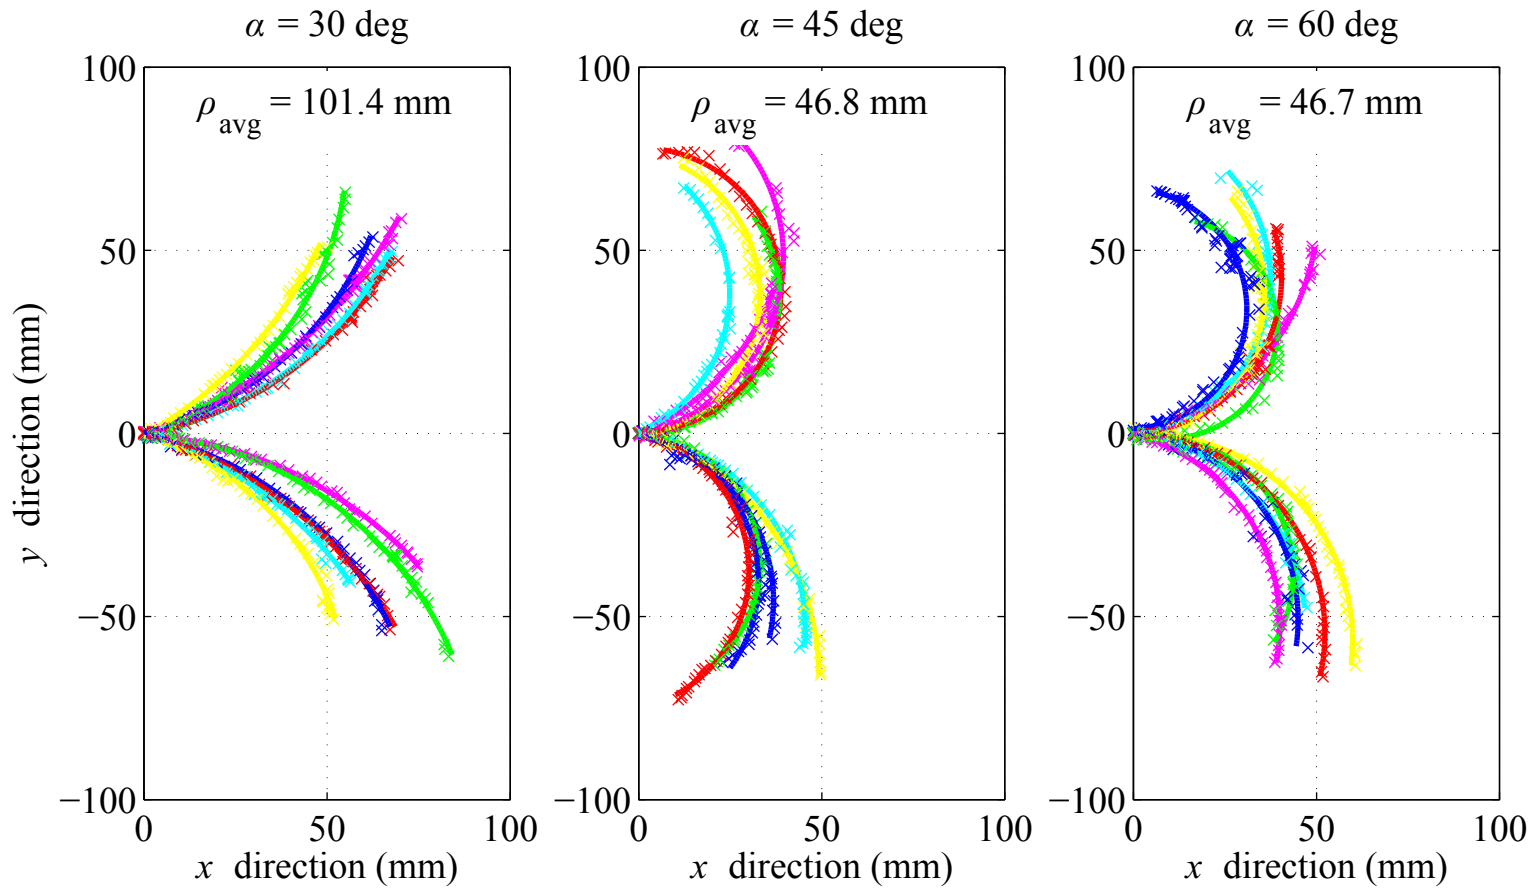 α = 30 deg
α = 45 deg
α = 60 deg
ρavg = 101.4 mm
ρavg = 46.8 mm
ρavg = 46.7 mm
100
50
0
−50
−100
0
50
100
100
50
0
−50
−100
0
50
100
100
50
0
−50
−100
0
50
100
y direction (mm)
x direction (mm)
x direction (mm)
x direction (mm)